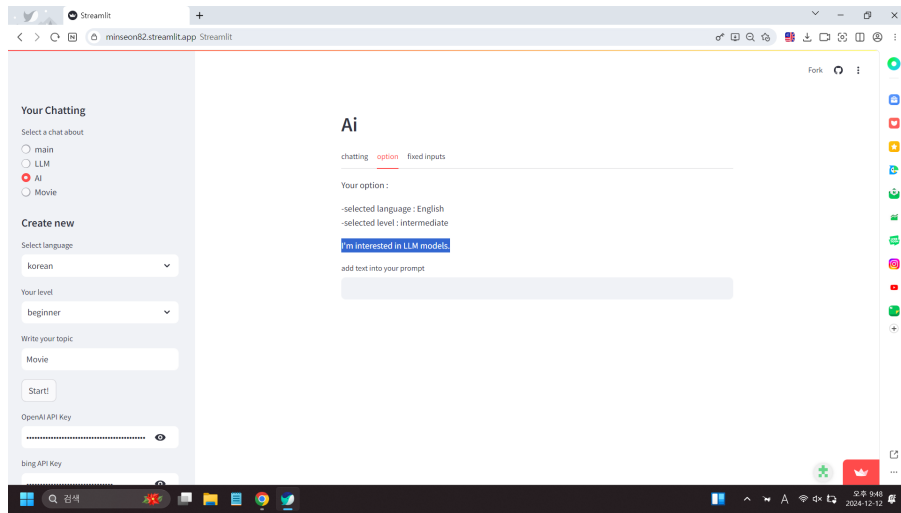 Streamlit
minseon82.streamlit.app Streamlit
Fork
Your Chatting
Select a chat about
main
LLM
AI
Movie
Create new
Select language
korean
Your level
beginner
Write your topic
Movie
Start!
OpenAI API Key
bing API Key
Ai
chatting option fixed inputs
Your option :
-selected language : English
-selected level : intermediate
I'm interested in LLM models.
add text into your prompt
검색
A
오후 9:48
2024-12-12